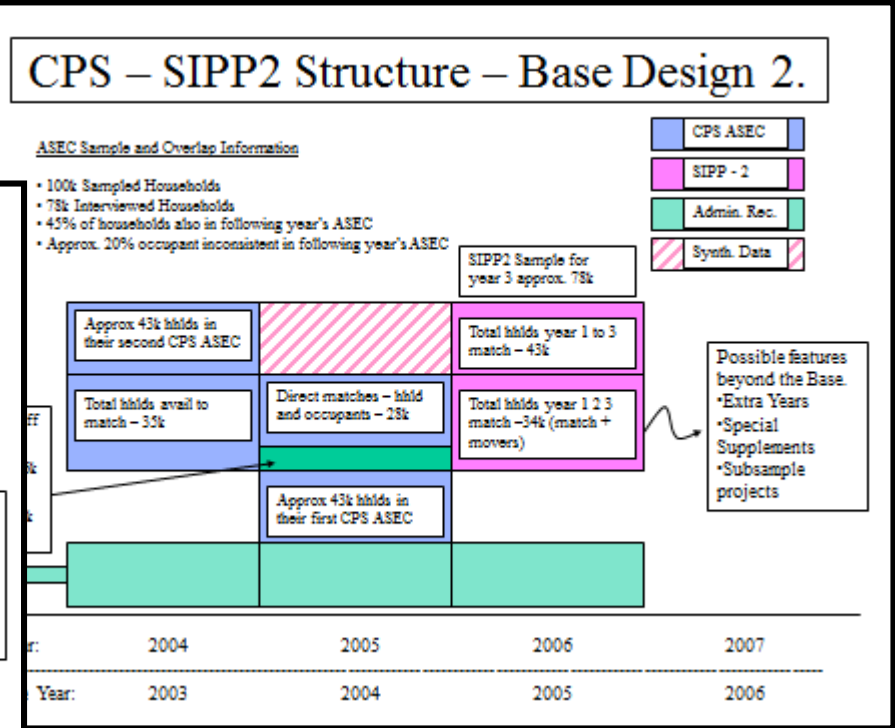 CPS – SIPP2 Structure – Base Design 2.
ASEC Sample and Overlap Information
• 100k Sampled Households
• 78k Interviewed Households
• 45% of households also in following year's ASEC
• Approx. 20% occupant inconsistent in following year's ASEC
CPS ASEC
SIPP - 2
Admin. Rec.
Synth. Data
SIPP2 Sample for
year 3 approx. 78k
Approx 43k hhlds in
their second CPS ASEC
Total hhlds year 1 to 3
match – 43k
Total hhlds avail to
match – 35k
Direct matches – hhld
and occupants – 28k
Total hhlds year 1 2 3
match –34k (match +
movers)
Approx 43k hhlds in
their first CPS ASEC
Possible features
beyond the Base.
•Extra Years
•Special
Supplements
•Subsample
projects
ff
k
r: 2004 2005 2006 2007
Year: 2003 2004 2005 2006